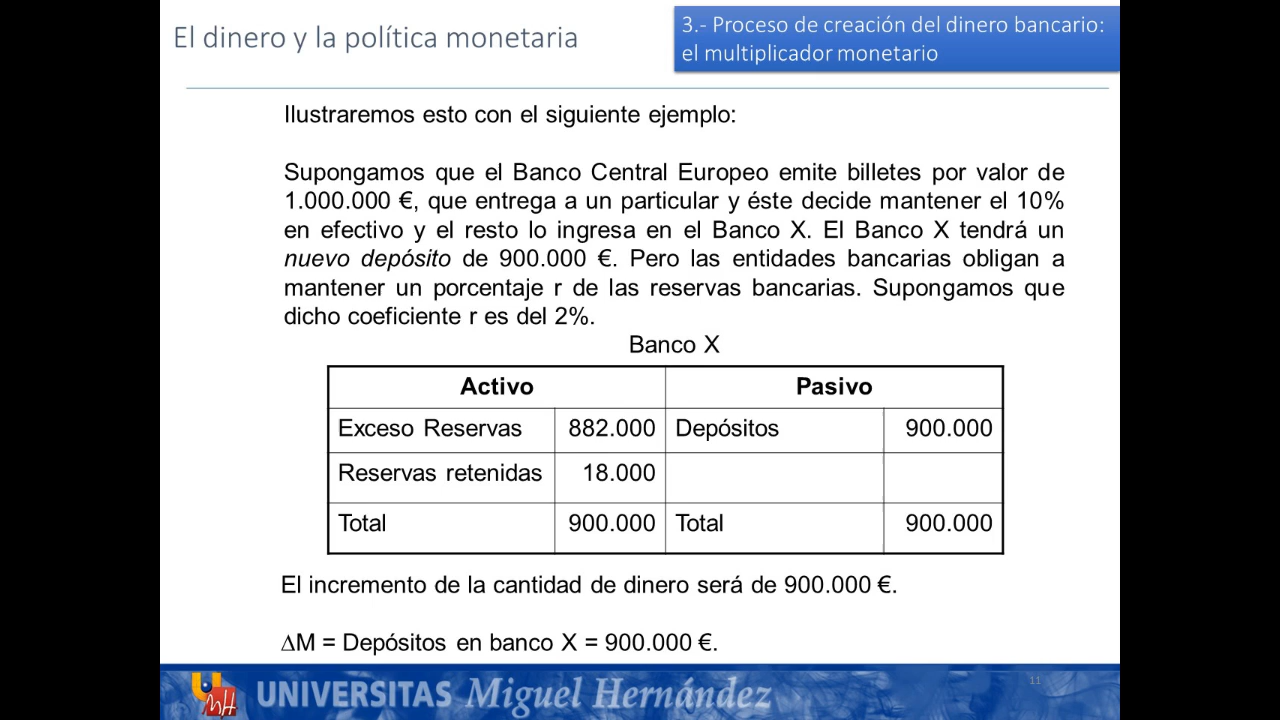 El dinero y la política monetaria
3.- Proceso de creación del dinero bancario:
el multiplicador monetario
Ilustraremos esto con el siguiente ejemplo:
Supongamos que el Banco Central Europeo emite billetes por valor de
1.000.000 €, que entrega a un particular y éste decide mantener el 10%
en efectivo y el resto lo ingresa en el Banco X. El Banco X tendrá un
nuevo depósito de 900.000 €. Pero las entidades bancarias obligan a
mantener un porcentaje r de las reservas bancarias. Supongamos que
dicho coeficiente r es del 2%.
Banco X
Activo Pasivo
Exceso Reservas 882.000 Depósitos 900.000
Reservas retenidas 18.000
Total 900.000 Total 900.000
El incremento de la cantidad de dinero será de 900.000 €.
∆M = Depósitos en banco X = 900.000 €.
11
UMH UNIVERSITAS Miguel Hernández